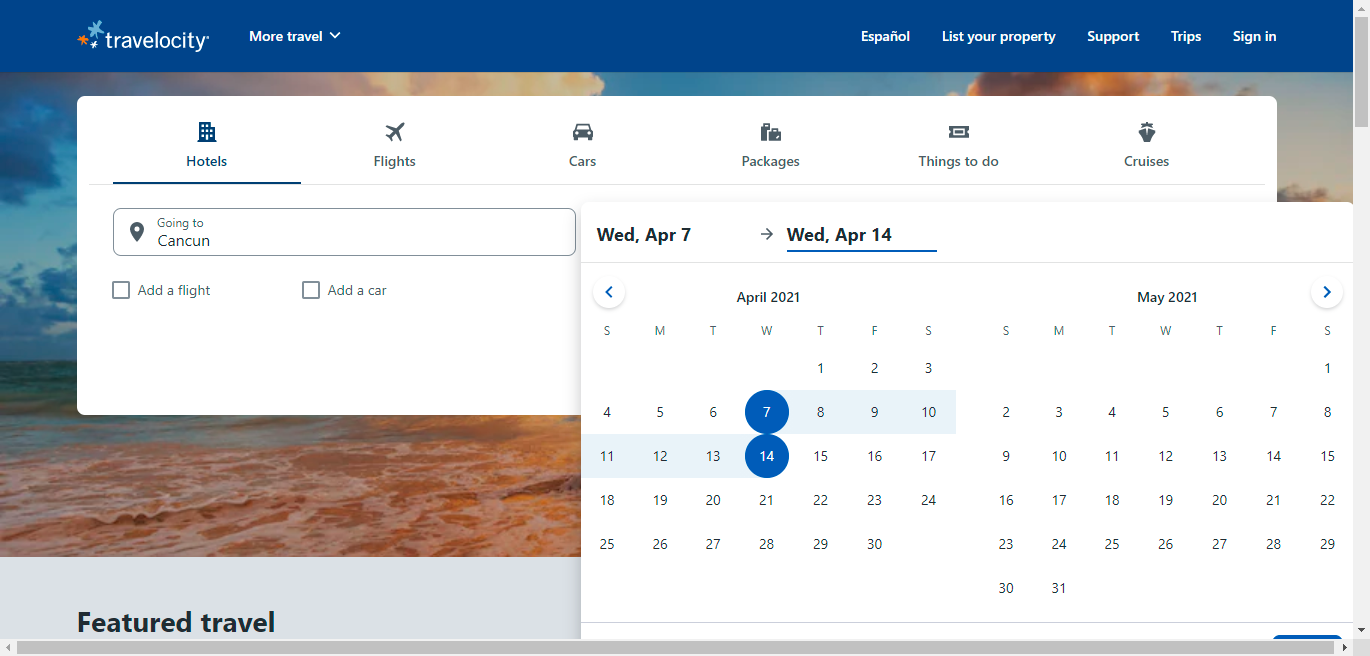 travelocity
More travel
Español
List your property
Support
Trips
Sign in
Hotels
Flights
Cars
Packages
Things to do
Cruises
Going to
Cancun
Add a flight
Add a car
Wed, Apr 7
Wed, Apr 14
April 2021
S M T W T F S
1 2 3
4 5 6 7 8 9 10
11 12 13 14 15 16 17
18 19 20 21 22 23 24
25 26 27 28 29 30
May 2021
S M T W T F S
1
2 3 4 5 6 7 8
9 10 11 12 13 14 15
16 17 18 19 20 21 22
23 24 25 26 27 28 29
30 31
Featured travel